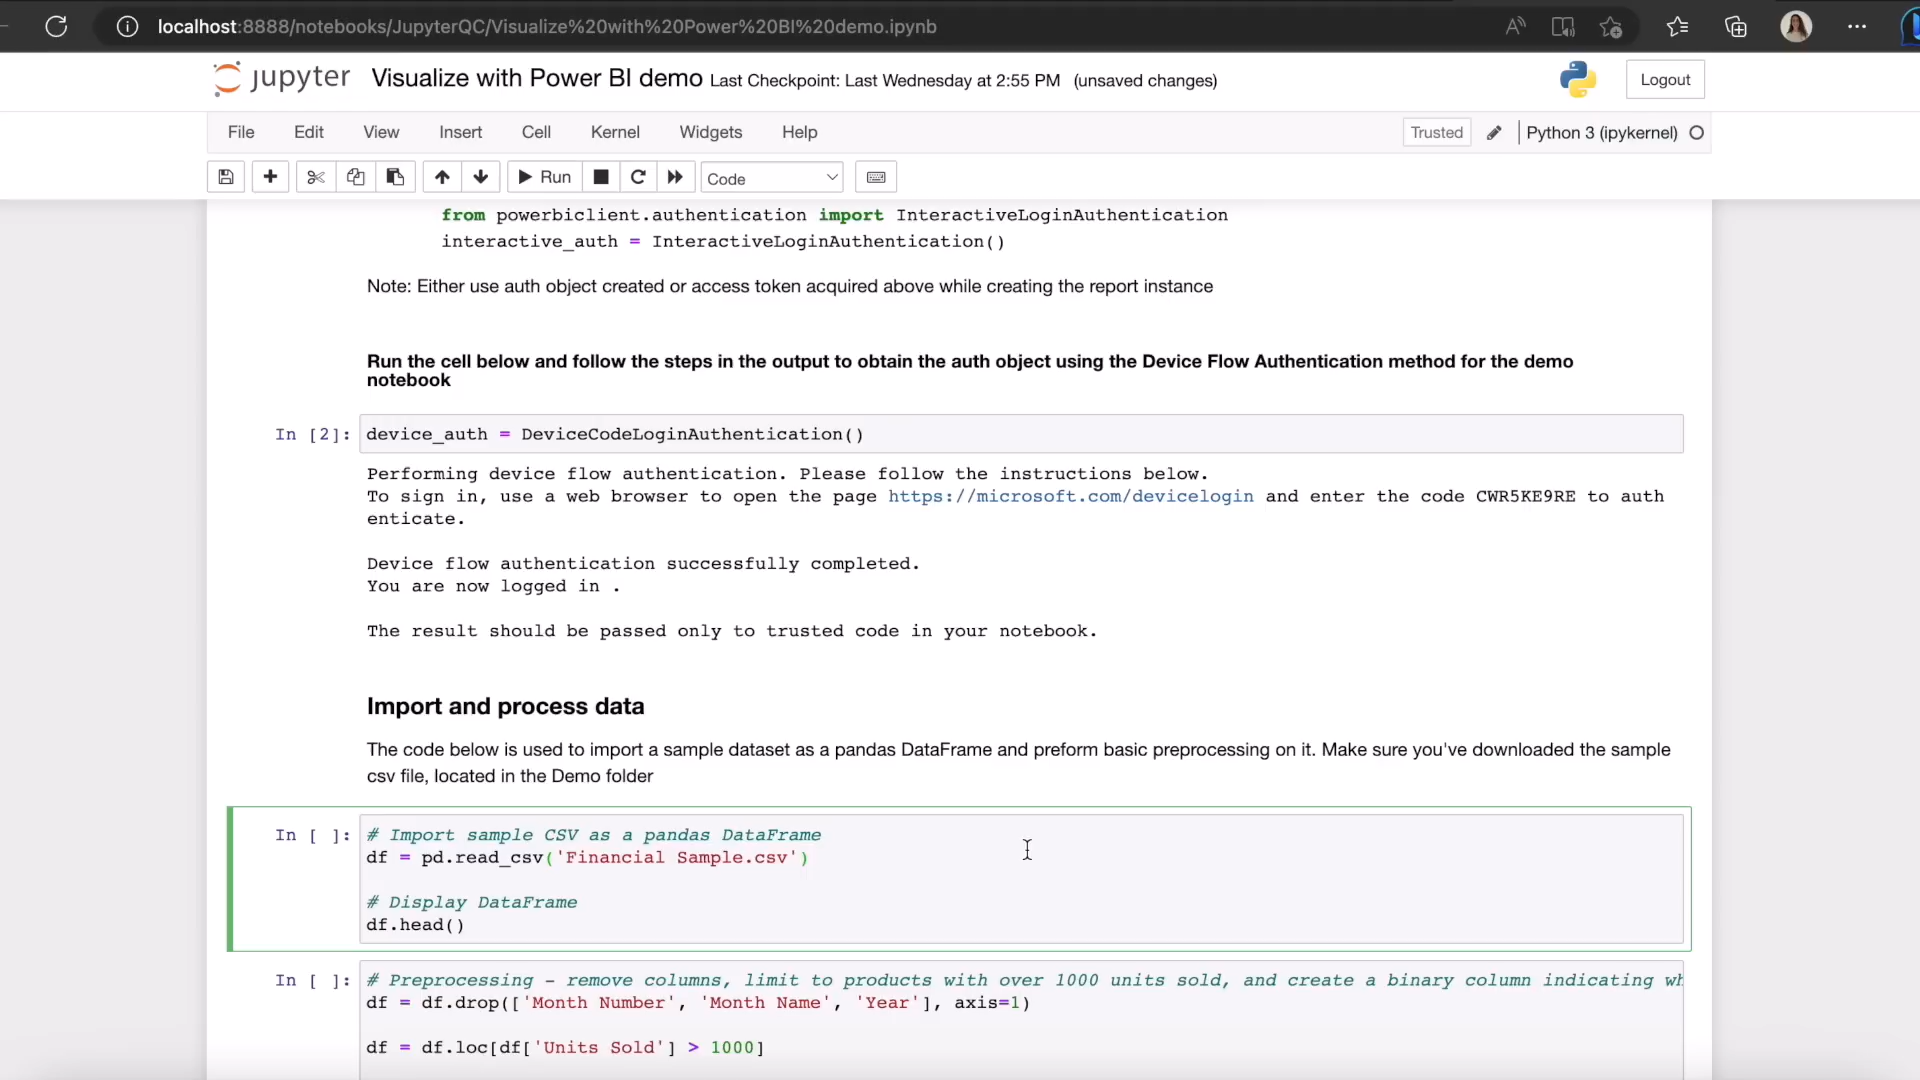 localhost:8888/notebooks/JupyterQC/Visualize%20with%20Power%20BI%20demo.ipynb
jupyter Visualize with Power BI demo Last Checkpoint: Last Wednesday at 2:55 PM (unsaved changes)
Logout
File Edit View Insert Cell Kernel Widgets Help
Trusted
Python 3 (ipykernel)
Run
Code
from powerbiclient.authentication import InteractiveLoginAuthentication
interactive_auth = InteractiveLoginAuthentication()
Note: Either use auth object created or access token acquired above while creating the report instance
Run the cell below and follow the steps in the output to obtain the auth object using the Device Flow Authentication method for the demo
notebook
In [2]: device_auth = DeviceCodeLoginAuthentication()
Performing device flow authentication. Please follow the instructions below.
To sign in, use a web browser to open the page https://microsoft.com/devicelogin and enter the code CWR5KE9RE to auth
enticate.
Device flow authentication successfully completed.
You are now logged in .
The result should be passed only to trusted code in your notebook.
Import and process data
The code below is used to import a sample dataset as a pandas DataFrame and preform basic preprocessing on it. Make sure you've downloaded the sample
csv file, located in the Demo folder
In [ ]: # Import sample CSV as a pandas DataFrame
df = pd.read_csv('Financial Sample.csv')
# Display DataFrame
df.head()
In [ ]: # Preprocessing - remove columns, limit to products with over 1000 units sold, and create a binary column indicating
df = df.drop(['Month Number', 'Month Name', 'Year'], axis=1)
df = df.loc[df['Units Sold'] > 1000]